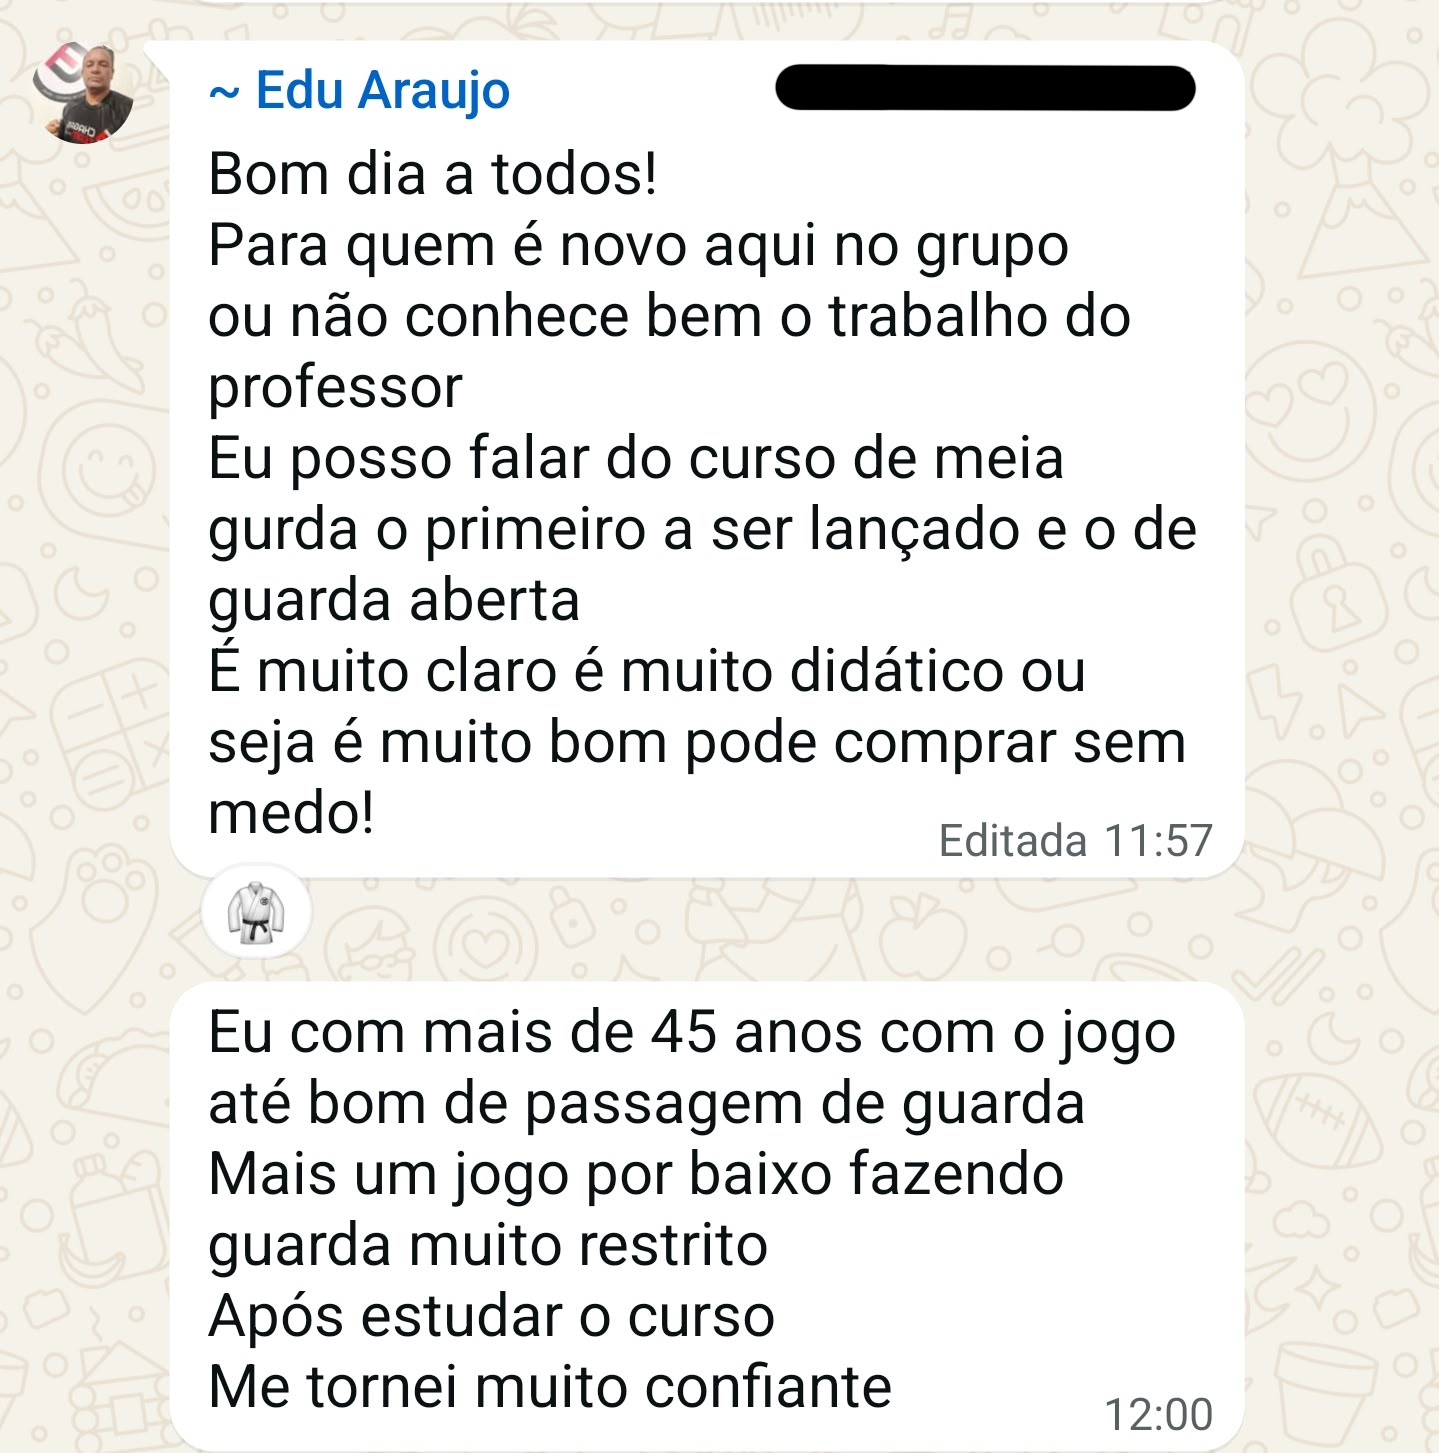 ~ Edu Araujo
Bom dia a todos!
Para quem é novo aqui no grupo
ou não conhece bem o trabalho do
professor
Eu posso falar do curso de meia
gurda o primeiro a ser lançado e o de
guarda aberta
É muito claro é muito didático ou
seja é muito bom pode comprar sem
medo!
Editada 11:57
Eu com mais de 45 anos com o jogo
até bom de passagem de guarda
Mais um jogo por baixo fazendo
guarda muito restrito
Após estudar o curso
Me tornei muito confiante
12:00